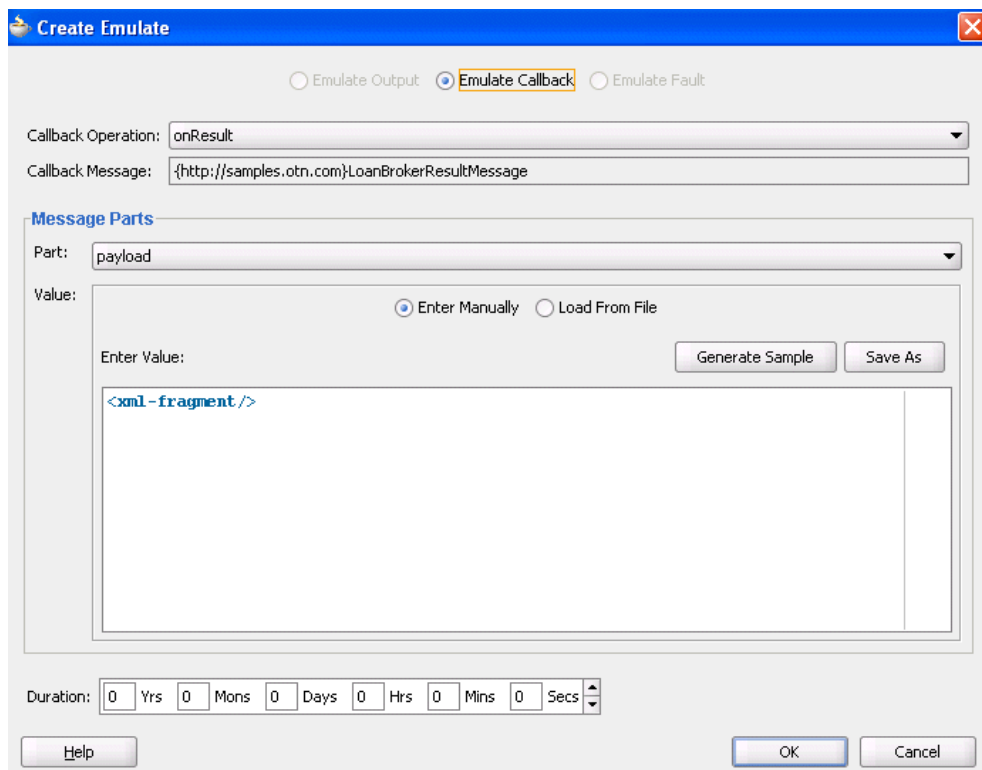 Create Emulate
Emulate Output Emulate Callback Emulate Fault
Callback Operation: onResult
Callback Message: {http://samples.otn.com}LoanBrokerResultMessage
Message Parts
Part: payload
Value: Enter Manually Load From File
Enter Value: Generate Sample Save As
<xml-fragment/>
Duration: 0 Yrs 0 Mons 0 Days 0 Hrs 0 Mins 0 Secs
Help OK Cancel